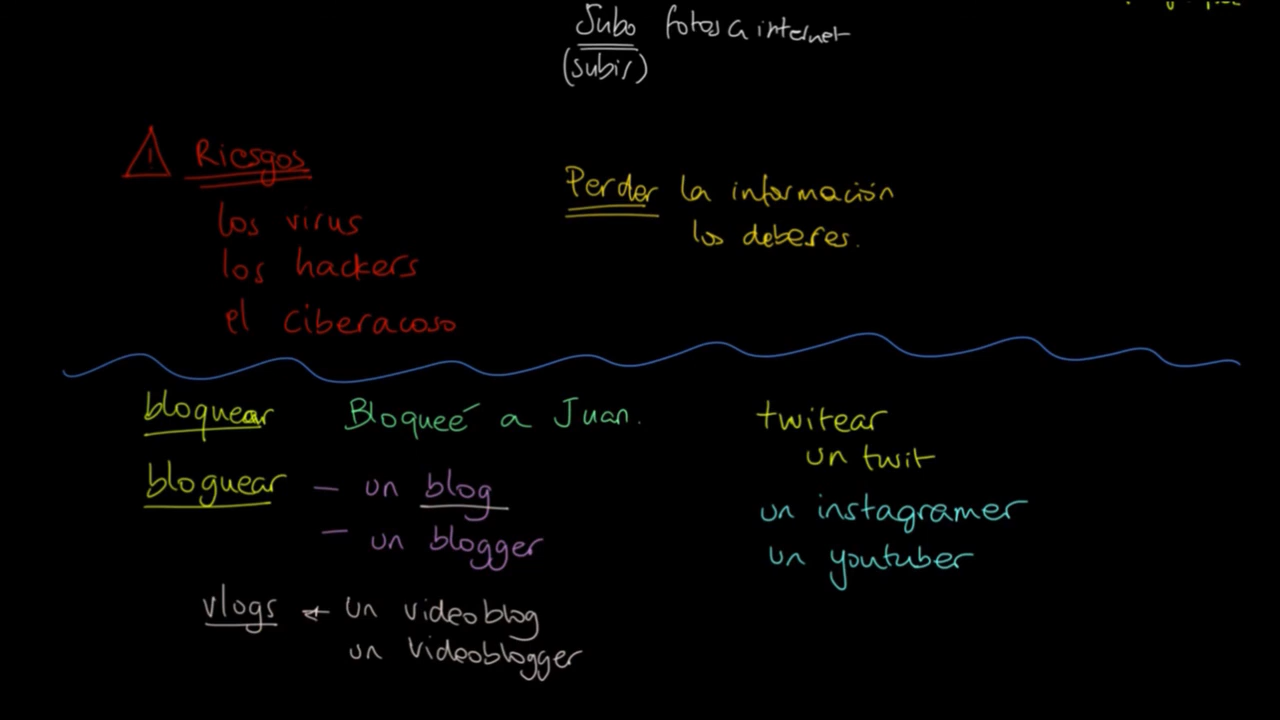 Subo fotos a internet
(subir)
⚠ Riesgos
los virus
los hackers
el ciberacoso
Perder la información
los deberes.
bloquear Bloqueé a Juan.
bloguear – un blog
– un blogger
vlogs ← un videoblog
un videoblogger
twitear
un twit
un instagramer
un youtuber